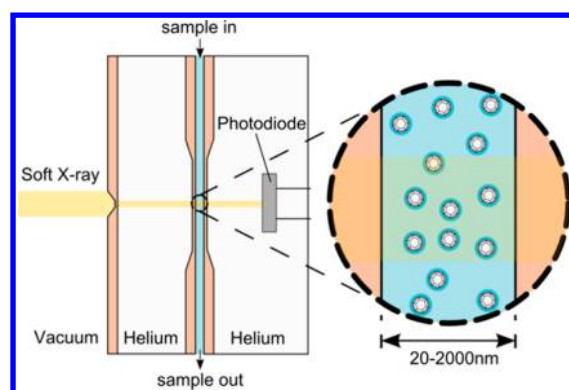 sample in
Photodiode
Soft X-ray
Vacuum Helium Helium
sample out
20-2000nm